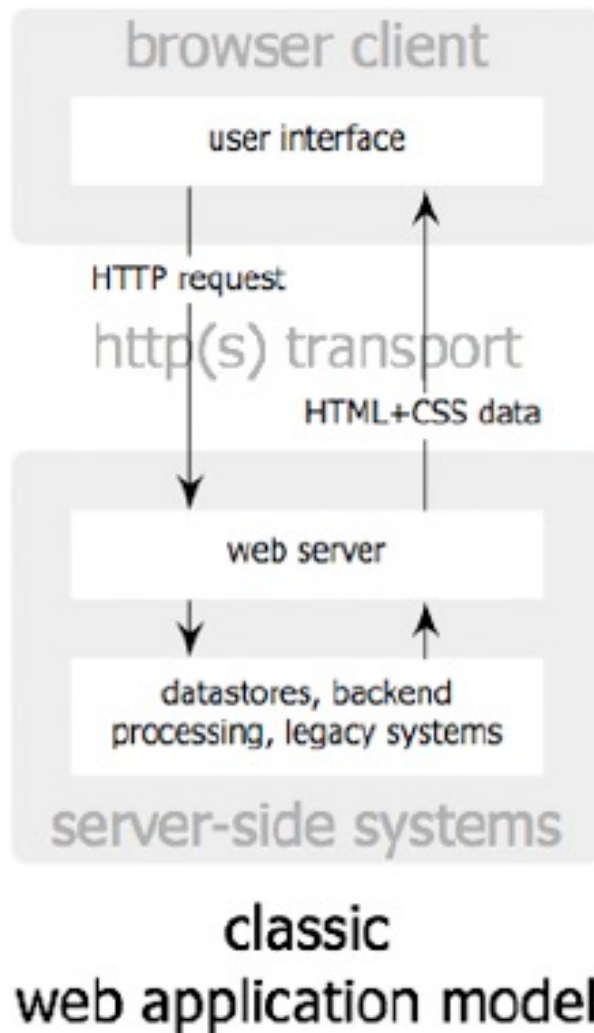 browser client
user interface
HTTP request
http(s) transport
HTML+CSS data
web server
datastores, backend
processing, legacy systems
server-side systems
classic
web application model